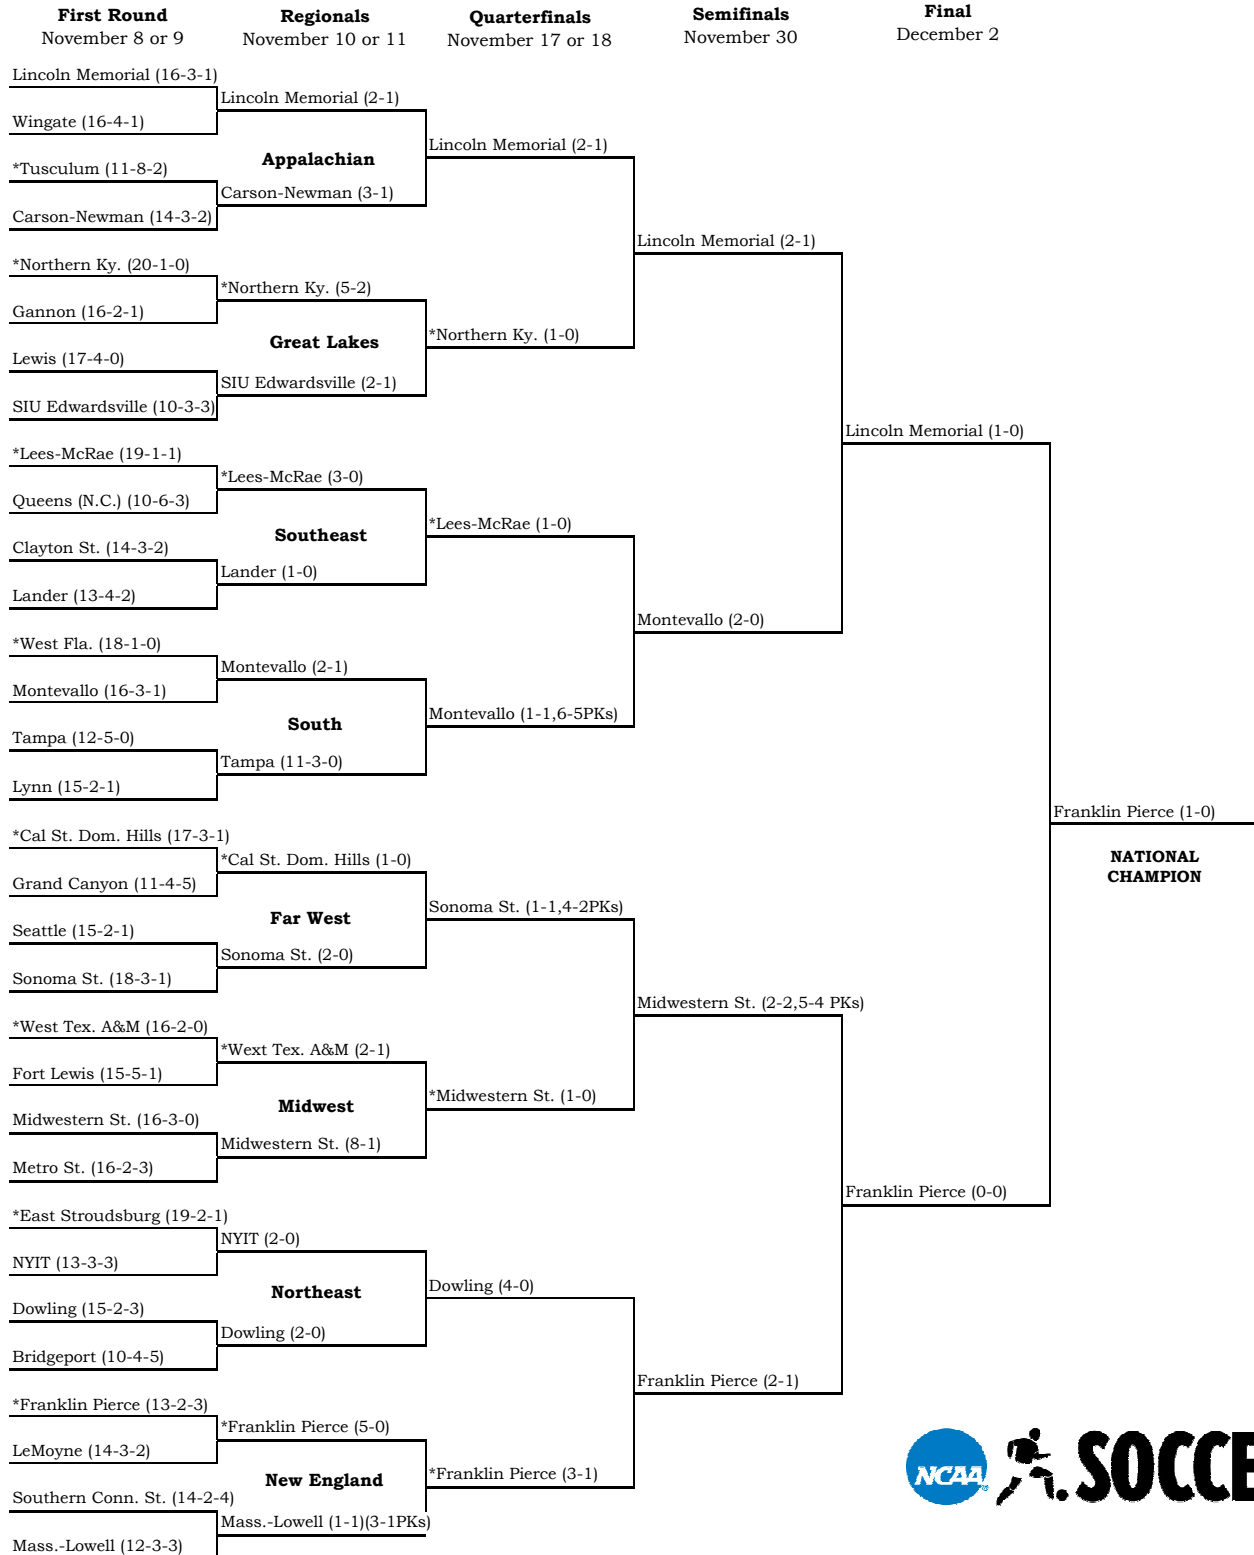 First Round
November 8 or 9
Regionals
November 10 or 11
Quarterfinals
November 17 or 18
Semifinals
November 30
Final
December 2
Lincoln Memorial (16-3-1)
Wingate (16-4-1)
*Tusculum (11-8-2)
Carson-Newman (14-3-2)
*Northern Ky. (20-1-0)
Gannon (16-2-1)
Lewis (17-4-0)
SIU Edwardsville (10-3-3)
*Lees-McRae (19-1-1)
Queens (N.C.) (10-6-3)
Clayton St. (14-3-2)
Lander (13-4-2)
*West Fla. (18-1-0)
Montevallo (16-3-1)
Tampa (12-5-0)
Lynn (15-2-1)
*Cal St. Dom. Hills (17-3-1)
Grand Canyon (11-4-5)
Seattle (15-2-1)
Sonoma St. (18-3-1)
*West Tex. A&M (16-2-0)
Fort Lewis (15-5-1)
Midwestern St. (16-3-0)
Metro St. (16-2-3)
*East Stroudsburg (19-2-1)
NYIT (13-3-3)
Dowling (15-2-3)
Bridgeport (10-4-5)
*Franklin Pierce (13-2-3)
LeMoyne (14-3-2)
Southern Conn. St. (14-2-4)
Mass.-Lowell (12-3-3)
Lincoln Memorial (2-1)
Appalachian
Carson-Newman (3-1)
*Northern Ky. (5-2)
Great Lakes
SIU Edwardsville (2-1)
*Lees-McRae (3-0)
Southeast
Lander (1-0)
Montevallo (2-1)
South
Tampa (11-3-0)
*Cal St. Dom. Hills (1-0)
Far West
Sonoma St. (2-0)
*Wext Tex. A&M (2-1)
Midwest
Midwestern St. (8-1)
NYIT (2-0)
Northeast
Dowling (2-0)
*Franklin Pierce (5-0)
New England
Mass.-Lowell (1-1)(3-1PKs)
Lincoln Memorial (2-1)
*Northern Ky. (1-0)
*Lees-McRae (1-0)
Montevallo (1-1,6-5PKs)
Sonoma St. (1-1,4-2PKs)
*Midwestern St. (1-0)
Dowling (4-0)
*Franklin Pierce (3-1)
Lincoln Memorial (2-1)
Montevallo (2-0)
Midwestern St. (2-2,5-4 PKs)
Franklin Pierce (2-1)
Lincoln Memorial (1-0)
Franklin Pierce (0-0)
Franklin Pierce (1-0)
NATIONAL
CHAMPION
NCAA SOCCE